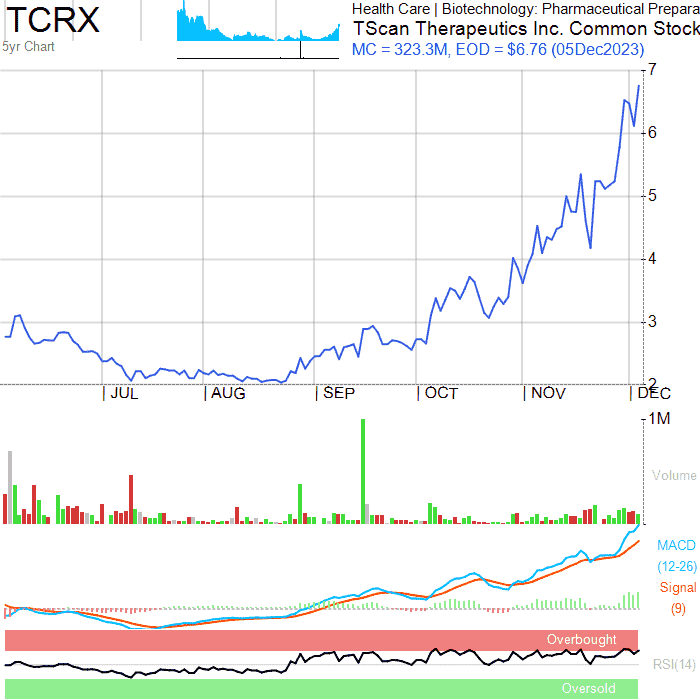 TCRX
5yr Chart
Health Care | Biotechnology: Pharmaceutical Prepara
TScan Therapeutics Inc. Common Stock
MC = 323.3M, EOD = $6.76 (05Dec2023)
7
6
5
4
3
2
JUL AUG SEP OCT NOV DEC
1M
Volume
MACD
(12-26)
Signal
(9)
Overbought
RSI(14)
Oversold